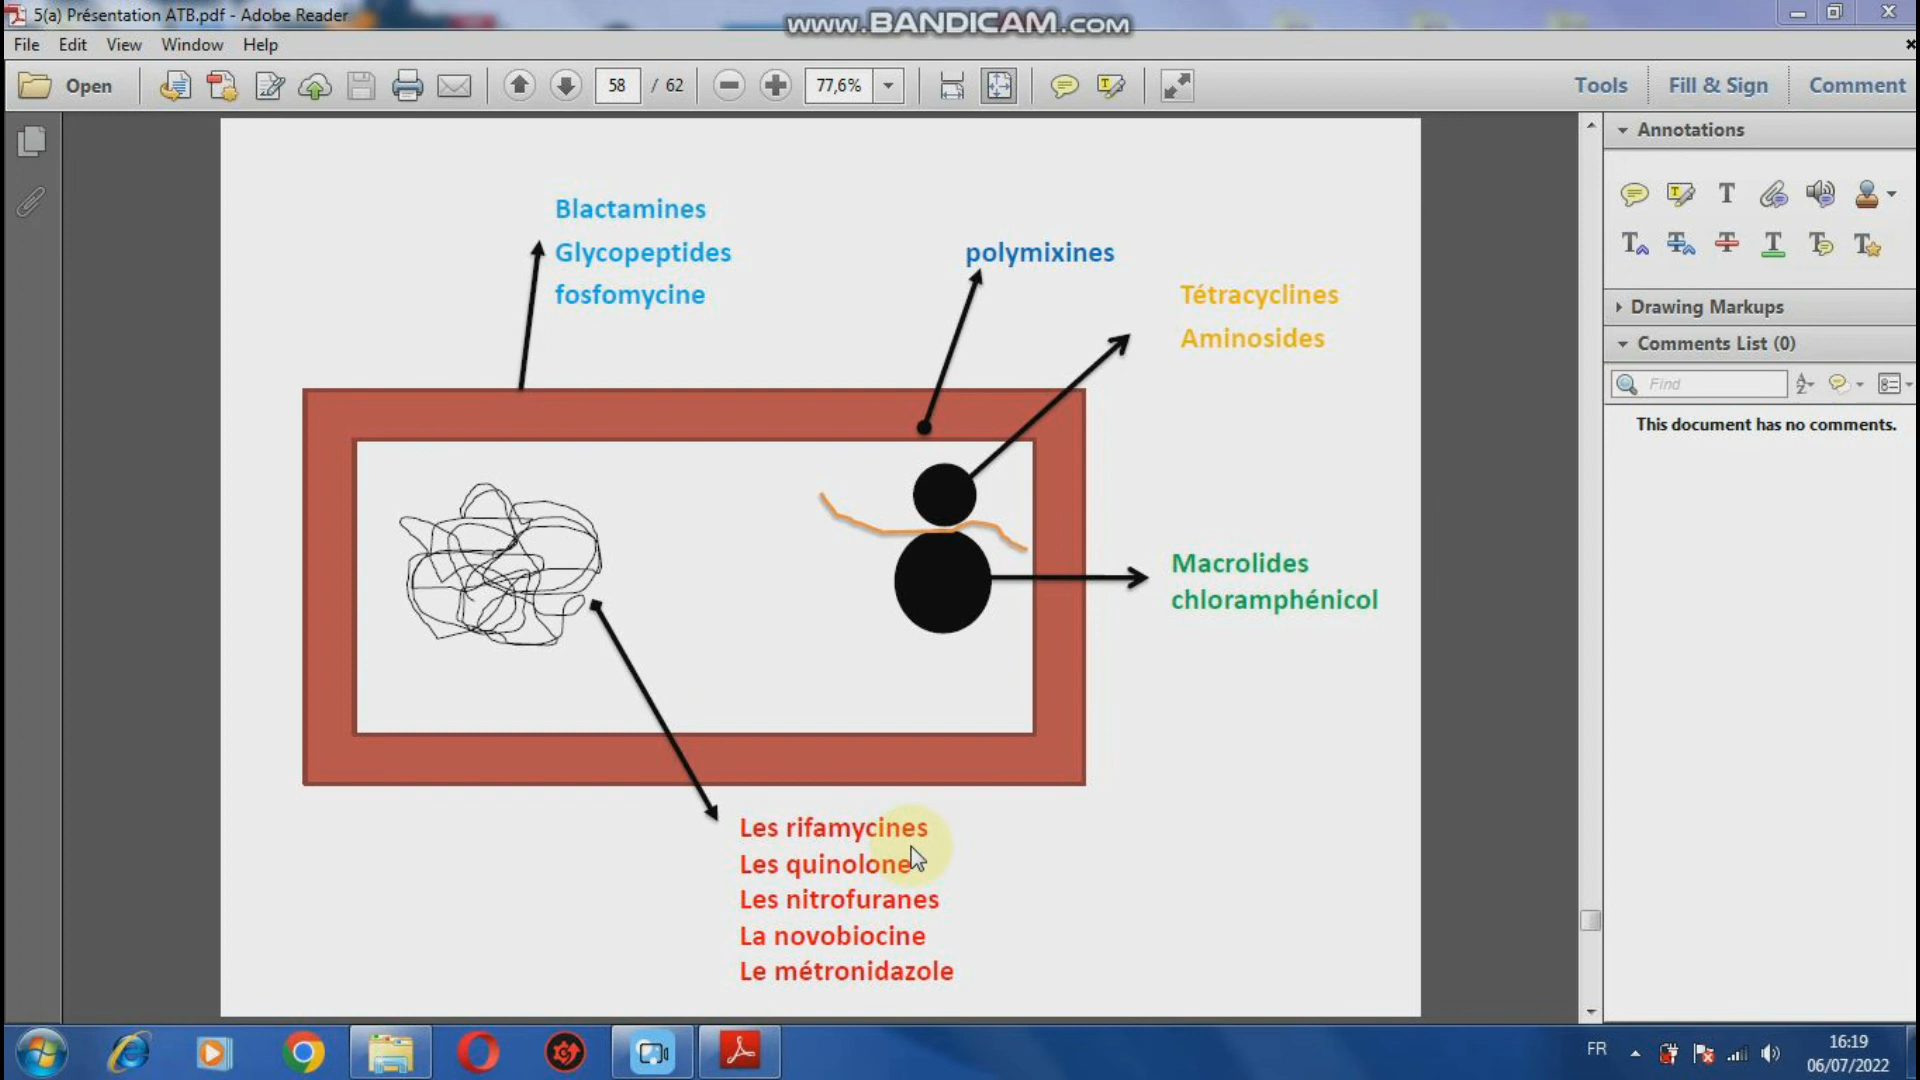 5(a) Présentation ATB.pdf - Adobe Reader
www.BANDICAM.com
File Edit View Window Help
Open 58 / 62 77,6% Tools Fill & Sign Comment
Annotations
Drawing Markups
Comments List (0)
Find
This document has no comments.
Blactamines
Glycopeptides
fosfomycine
polymixines
Tétracyclines
Aminosides
Macrolides
chloramphénicol
Les rifamycines
Les quinolone
Les nitrofuranes
La novobiocine
Le métronidazole
FR
16:19
06/07/2022